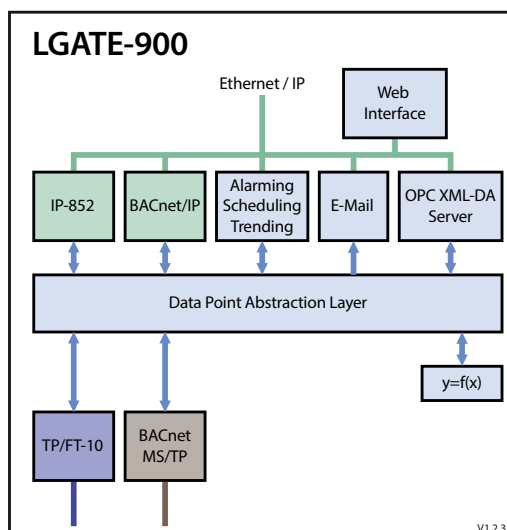 LGATE-900
Ethernet / IP
Web
Interface
IP-852
BACnet/IP
Alarming
Scheduling
Trending
E-Mail
OPC XML-DA
Server
Data Point Abstraction Layer
y=f(x)
TP/FT-10
BACnet
MS/TP
V1.2.3